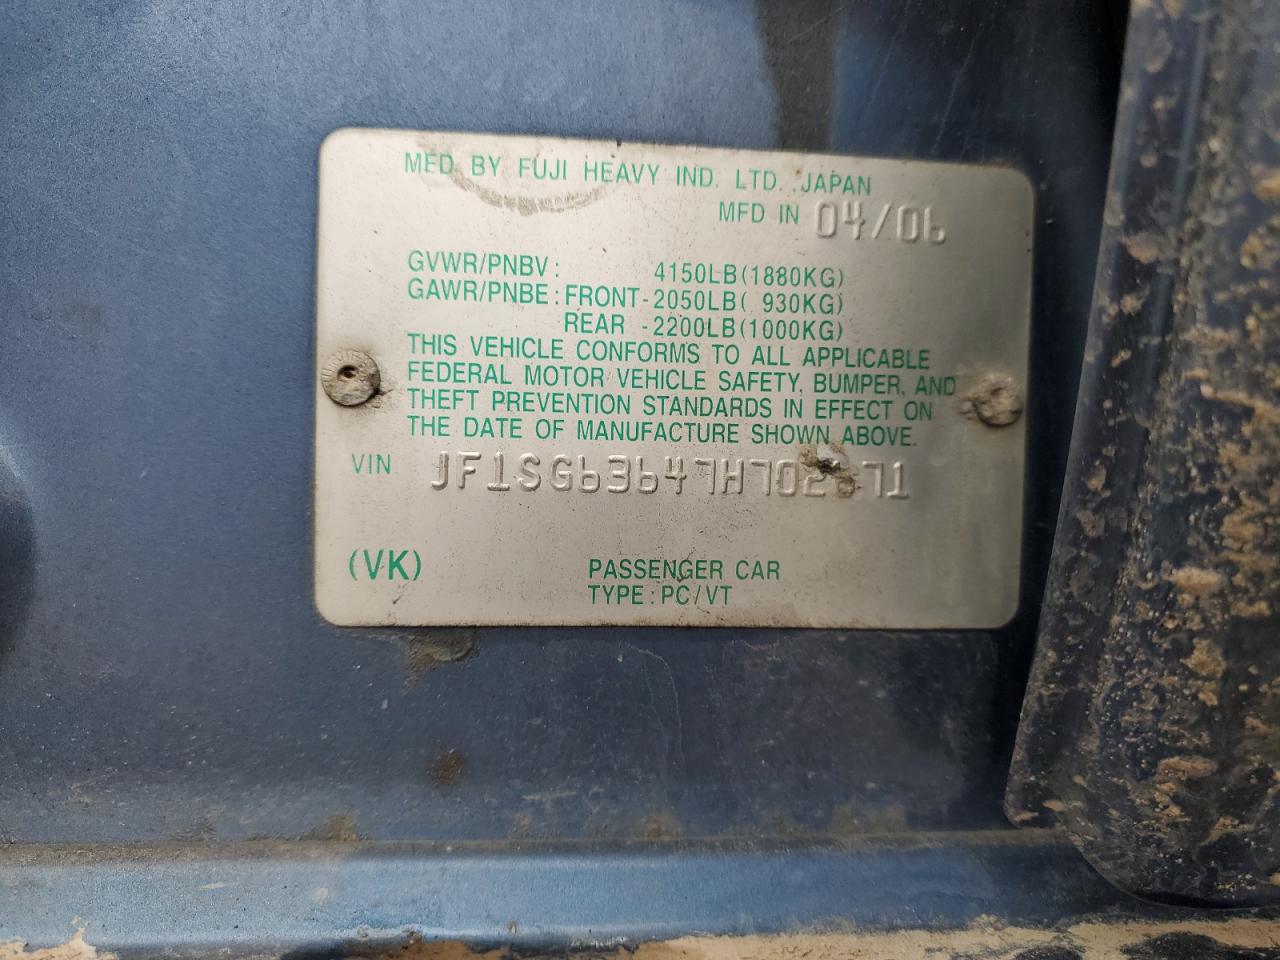 MFD BY FUJI HEAVY IND. LTD. JAPAN
MFD IN 04/06
GVWR/PNBV: 4150LB(1880KG)
GAWR/PNBE: FRONT-2050LB( 930KG)
REAR -2200LB(1000KG)
THIS VEHICLE CONFORMS TO ALL APPLICABLE
FEDERAL MOTOR VEHICLE SAFETY, BUMPER, AND
THEFT PREVENTION STANDARDS IN EFFECT ON
THE DATE OF MANUFACTURE SHOWN ABOVE.
VIN JF1SG63647H702671
(VK) PASSENGER CAR
TYPE: PC/VT